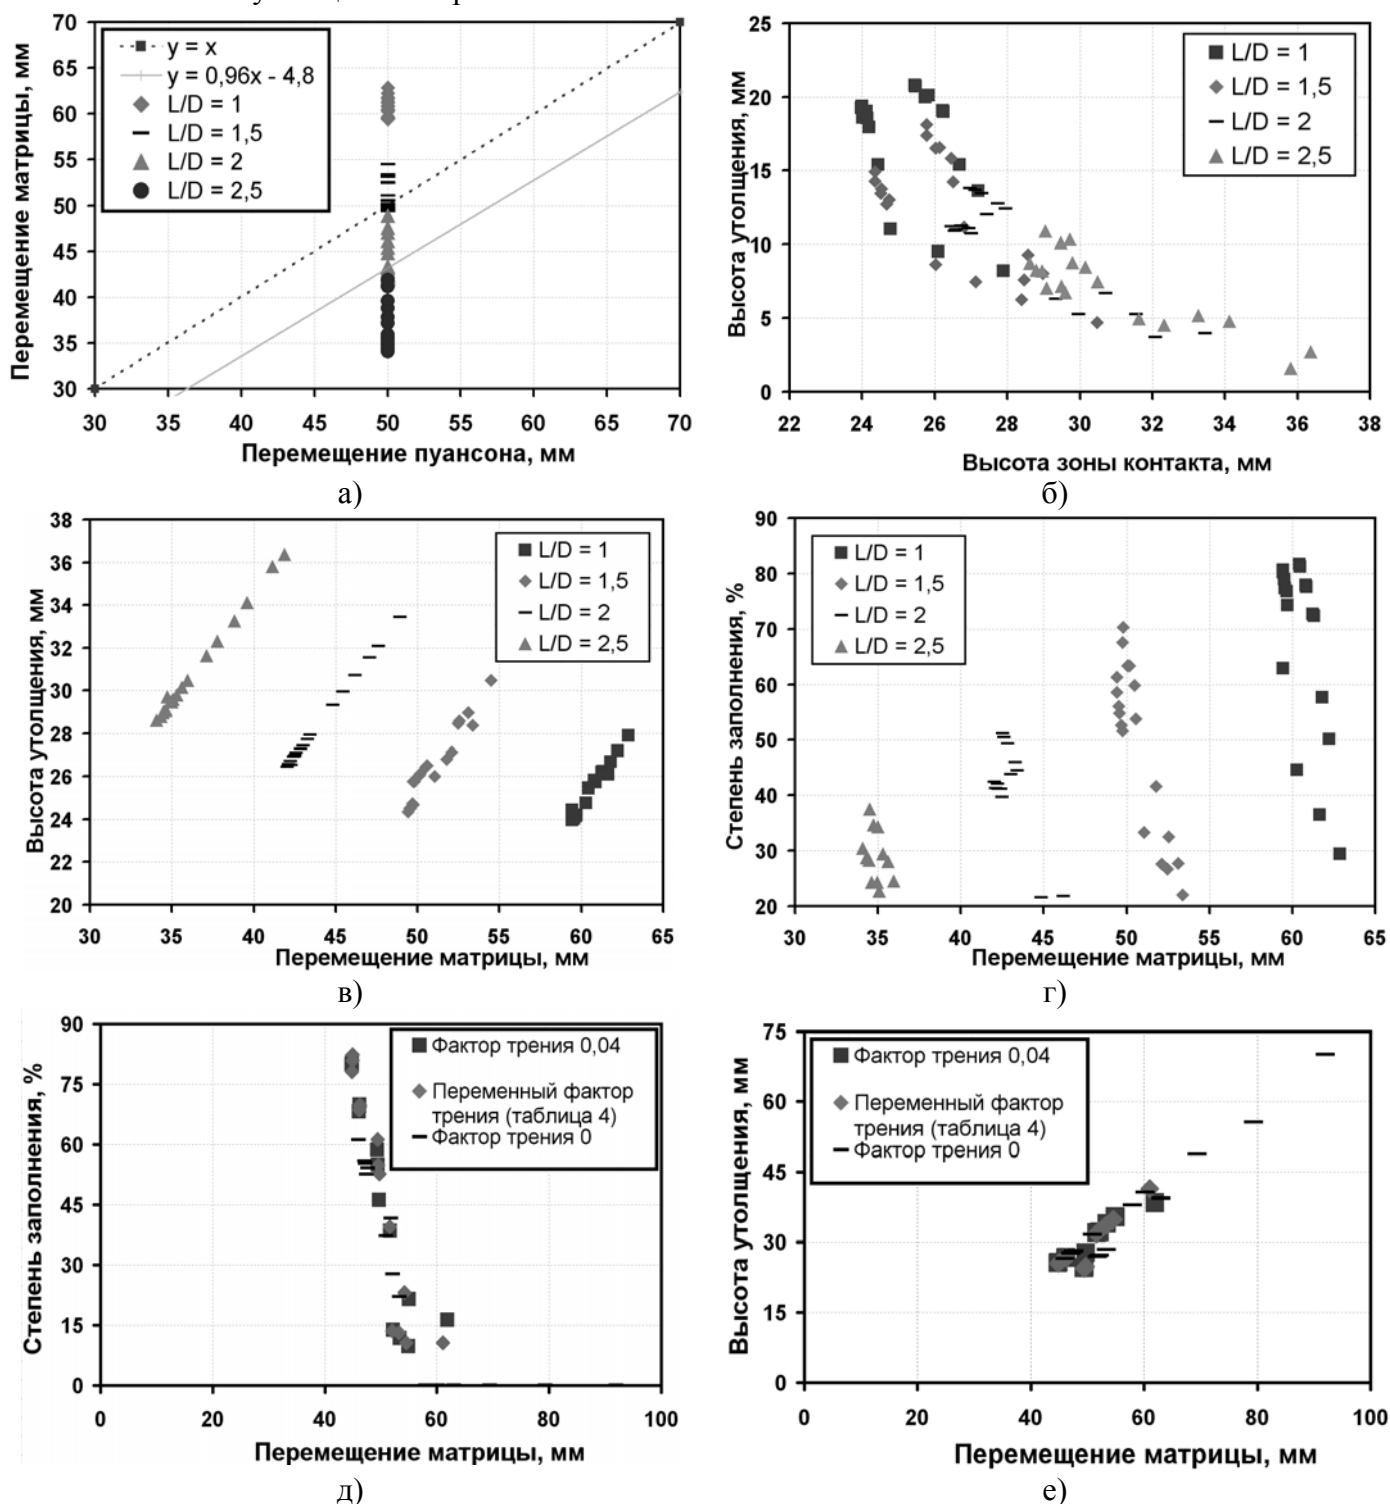 70
65
60
55
50
45
40
35
30
Перемещение матрицы, мм
y = x
y = 0,96x - 4,8
L/D = 1
L/D = 1,5
L/D = 2
L/D = 2,5
30 35 40 45 50 55 60 65 70
Перемещение пуансона, мм
а)
25
20
15
10
5
0
Высота утолщения, мм
L/D = 1
L/D = 1,5
L/D = 2
L/D = 2,5
22 24 26 28 30 32 34 36 38
Высота зоны контакта, мм
б)
38
36
34
32
30
28
26
24
22
20
Высота утолщения, мм
L/D = 1
L/D = 1,5
L/D = 2
L/D = 2,5
30 35 40 45 50 55 60 65
Перемещение матрицы, мм
в)
90
80
70
60
50
40
30
20
Степень заполнения, %
L/D = 1
L/D = 1,5
L/D = 2
L/D = 2,5
30 35 40 45 50 55 60 65
Перемещение матрицы, мм
г)
90
75
60
45
30
15
0
Степень заполнения, %
Фактор трения 0,04
Переменный фактор
трения (таблица 4)
Фактор трения 0
0 20 40 60 80 100
Перемещение матрицы, мм
д)
75
60
45
30
15
0
Высота утолщения, мм
Фактор трения 0,04
Переменный фактор
трения (таблица 4)
Фактор трения 0
0 20 40 60 80 100
Перемещение матрицы, мм
е)